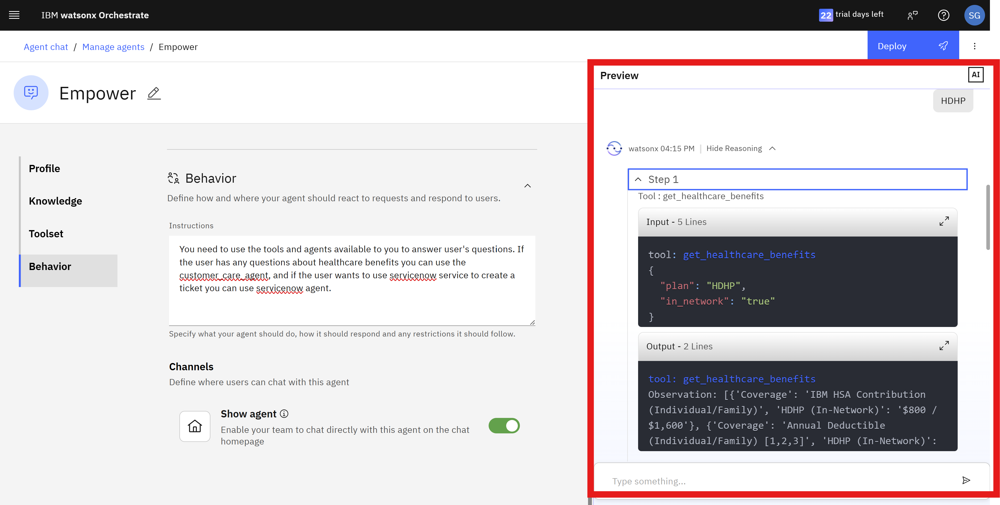 IBM watsonx Orchestrate
22 trial days left
SG
Agent chat / Manage agents / Empower
Deploy
Empower
Profile
Knowledge
Toolset
Behavior
Behavior
Define how and where your agent should react to requests and respond to users.
Instructions
You need to use the tools and agents available to you to answer user's questions. If
the user has any questions about healthcare benefits you can use the
customer_care_agent, and if the user wants to use servicenow service to create a
ticket you can use servicenow agent.
Specify what your agent should do, how it should respond and any restrictions it should follow.
Channels
Define where users can chat with this agent
Show agent
Enable your team to chat directly with this agent on the chat
homepage
Preview
AI
HDHP
watsonx 04:15 PM | Hide Reasoning
Step 1
Tool : get_healthcare_benefits
Input - 5 Lines
tool: get_healthcare_benefits
{
"plan": "HDHP",
"in_network": "true"
}
Output - 2 Lines
tool: get_healthcare_benefits
Observation: [{'Coverage': 'IBM HSA Contribution
(Individual/Family)', 'HDHP (In-Network)': '$800 /
$1,600'}, {'Coverage': 'Annual Deductible
(Individual/Family) [1,2,3]', 'HDHP (In-Network)':
Type something...